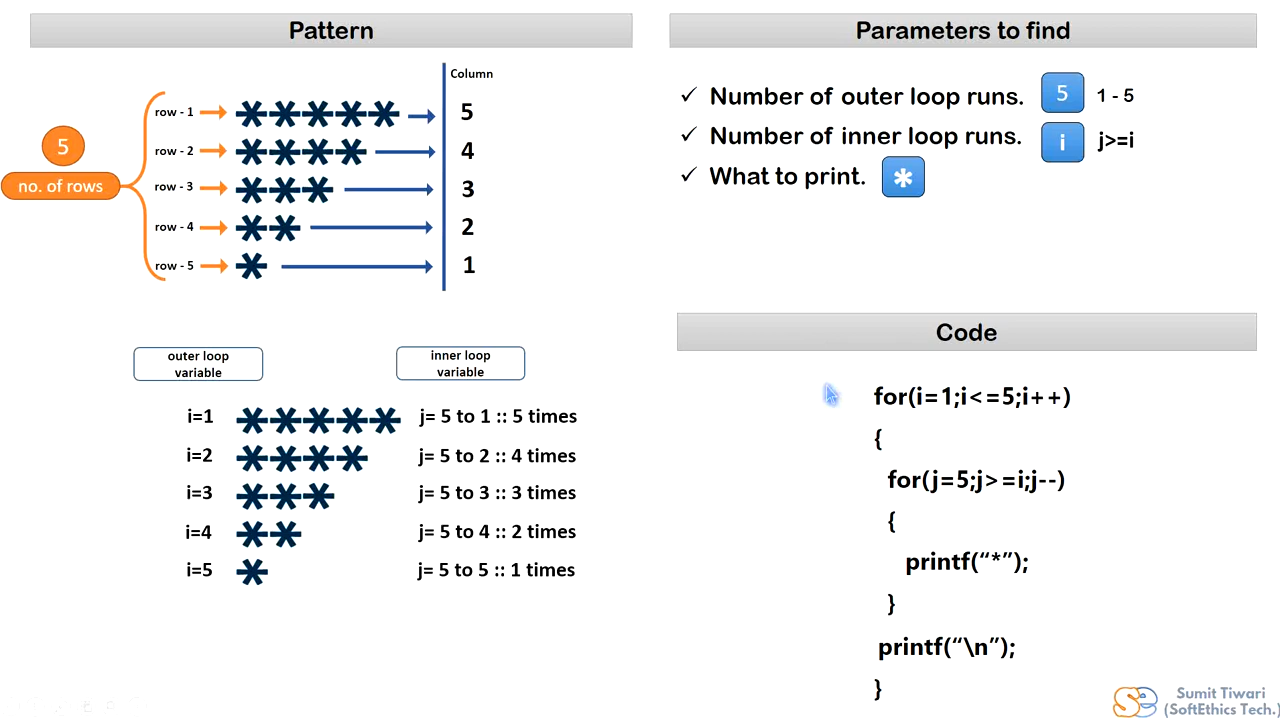 Pattern
Column
5
no. of rows
row - 1 ***** 5
row - 2 **** 4
row - 3 *** 3
row - 4 ** 2
row - 5 * 1
outer loop
variable
inner loop
variable
i=1 ***** j= 5 to 1 :: 5 times
i=2 **** j= 5 to 2 :: 4 times
i=3 *** j= 5 to 3 :: 3 times
i=4 ** j= 5 to 4 :: 2 times
i=5 * j= 5 to 5 :: 1 times
Parameters to find
✓ Number of outer loop runs. 5 1 - 5
✓ Number of inner loop runs. i j>=i
✓ What to print. *
Code
for(i=1;i<=5;i++)
{
for(j=5;j>=i;j--)
{
printf(“*”);
}
printf(“\n”);
}
Sumit Tiwari
(SoftEthics Tech.)